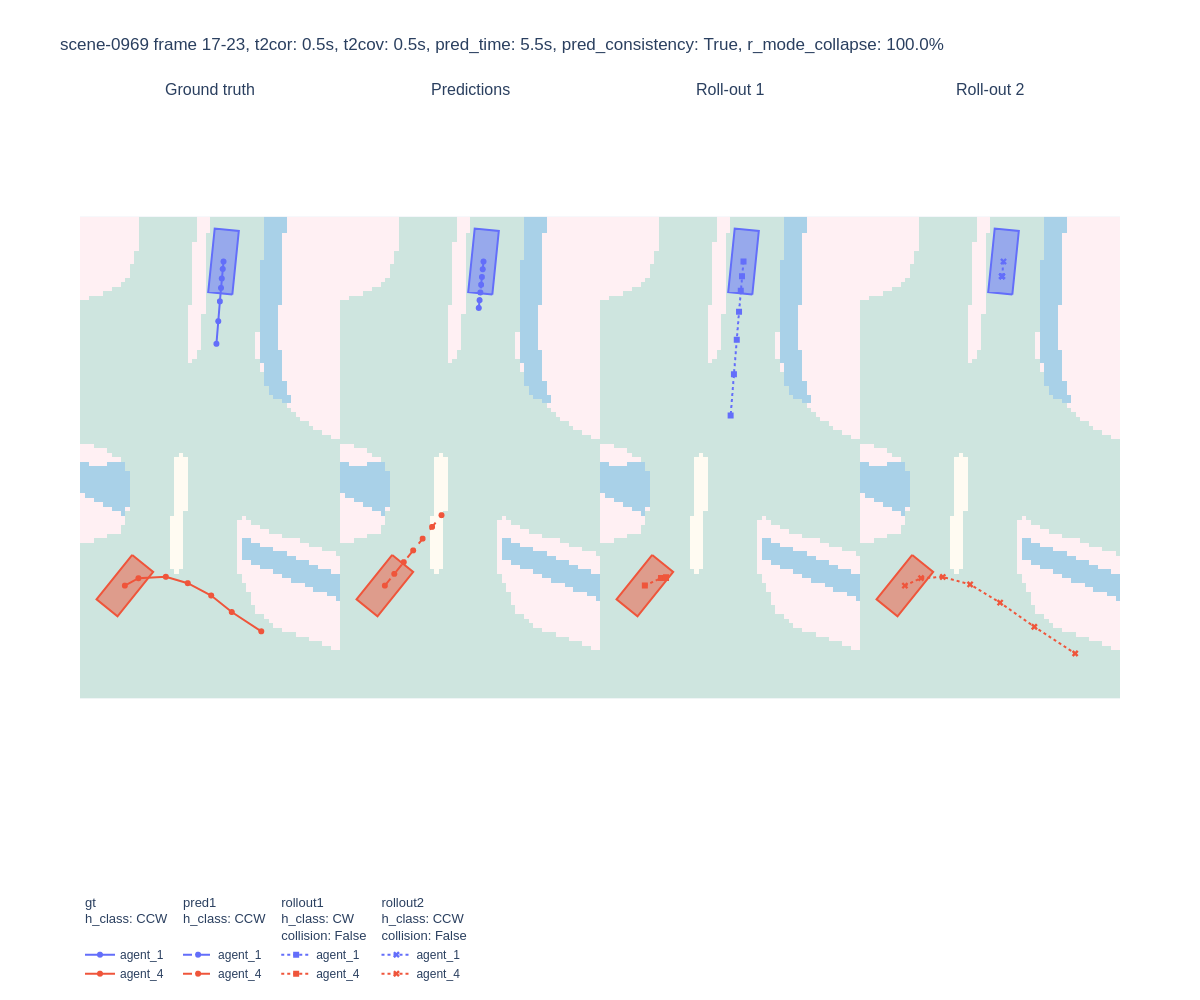 scene-0969 frame 17-23, t2cor: 0.5s, t2cov: 0.5s, pred_time: 5.5s, pred_consistency: True, r_mode_collapse: 100.0%
Ground truth
Predictions
Roll-out 1
Roll-out 2
gt
h_class: CCW
agent_1
agent_4
pred1
h_class: CCW
agent_1
agent_4
rollout1
h_class: CW
collision: False
agent_1
agent_4
rollout2
h_class: CCW
collision: False
agent_1
agent_4